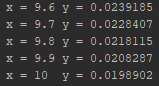 x = 9.6 y = 0.0239185
x = 9.7 y = 0.0228407
x = 9.8 y = 0.0218115
x = 9.9 y = 0.0208287
x = 10  y = 0.0198902